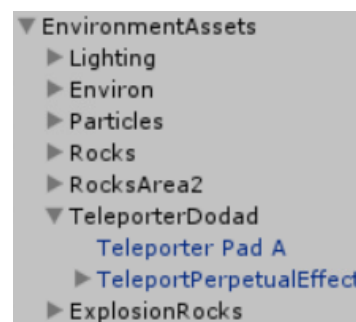 EnvironmentAssets
Lighting
Environ
Particles
Rocks
RocksArea2
TeleporterDodad
Teleporter Pad A
TeleportPerpetualEffect
ExplosionRocks